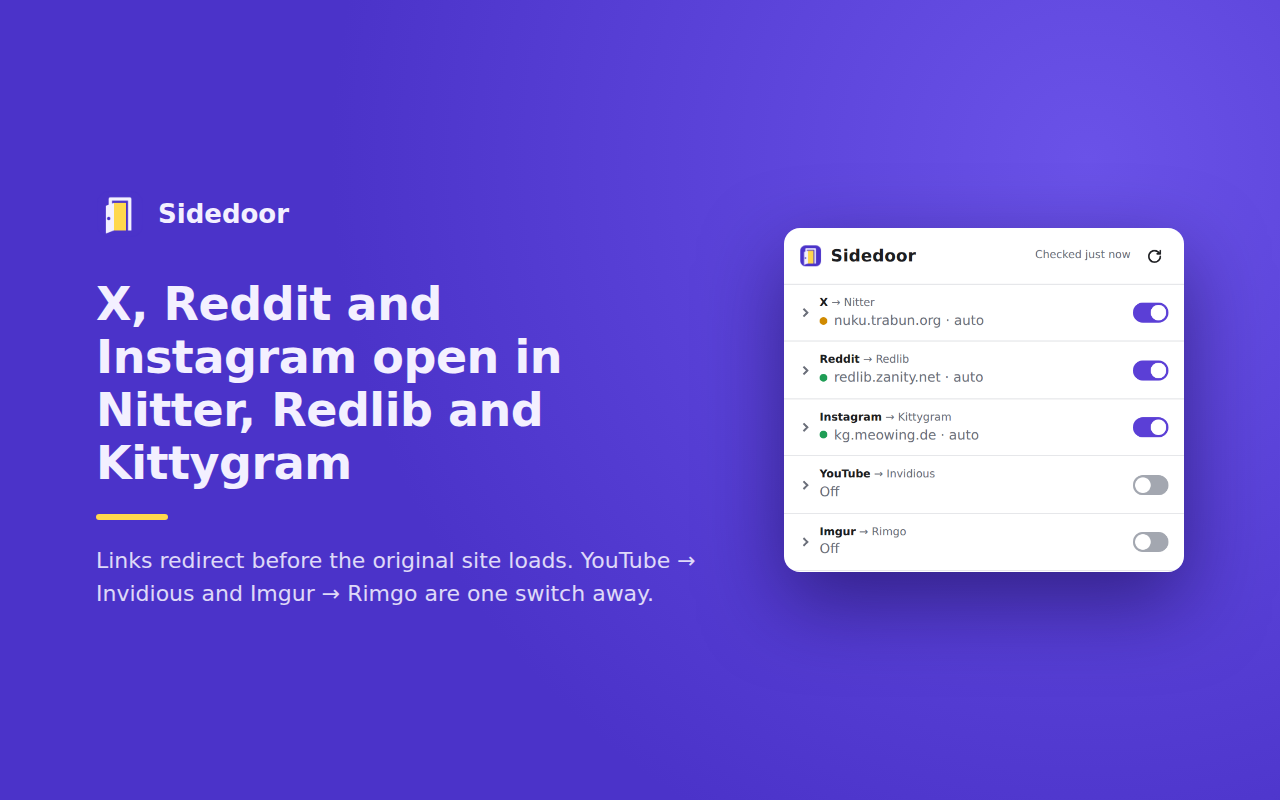 Sidedoor
X, Reddit and
Instagram open in
Nitter, Redlib and
Kittygram
Links redirect before the original site loads. YouTube →
Invidious and Imgur → Rimgo are one switch away.
Sidedoor
Checked just now
X → Nitter
nuku.trabun.org · auto
Reddit → Redlib
redlib.zanity.net · auto
Instagram → Kittygram
kg.meowing.de · auto
YouTube → Invidious
Off
Imgur → Rimgo
Off